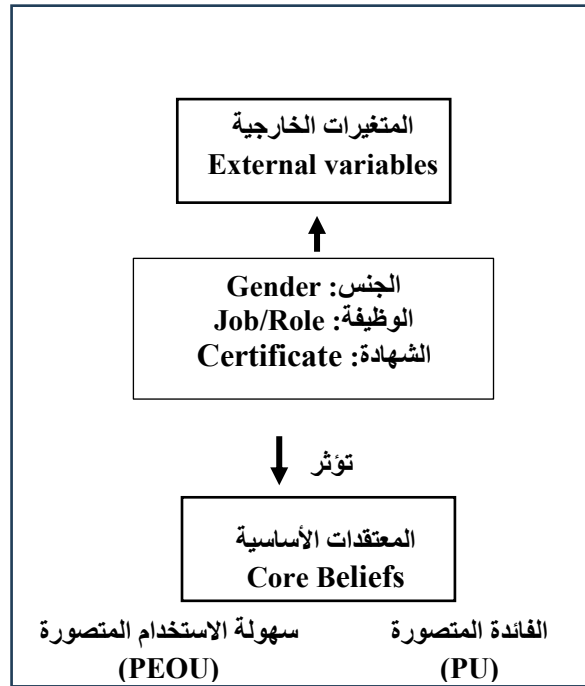 المتغيرات الخارجية
External variables
الجنس: Gender
الوظيفة: Job/Role
الشهادة: Certificate
تؤثر
المعتقدات الأساسية
Core Beliefs
الفائدة المتصورة
(PU)
سهولة الاستخدام المتصورة
(PEOU)